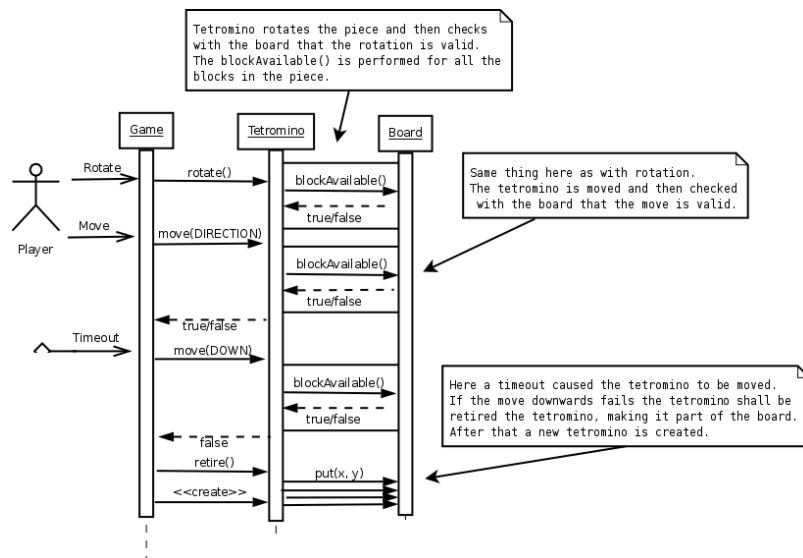 Tetromino rotates the piece and then checks
with the board that the rotation is valid.
The blockAvailable() is performed for all the
blocks in the piece.
Game
Tetromino
Board
Rotate
rotate()
blockAvailable()
true/false
Same thing here as with rotation.
The tetromino is moved and then checked
with the board that the move is valid.
Player
Move
move(DIRECTION)
blockAvailable()
true/false
true/false
Timeout
move(DOWN)
blockAvailable()
true/false
Here a timeout caused the tetromino to be moved.
If the move downwards fails the tetromino shall be
retired the tetromino, making it part of the board.
After that a new tetromino is created.
false
retire()
put(x, y)
<<create>>